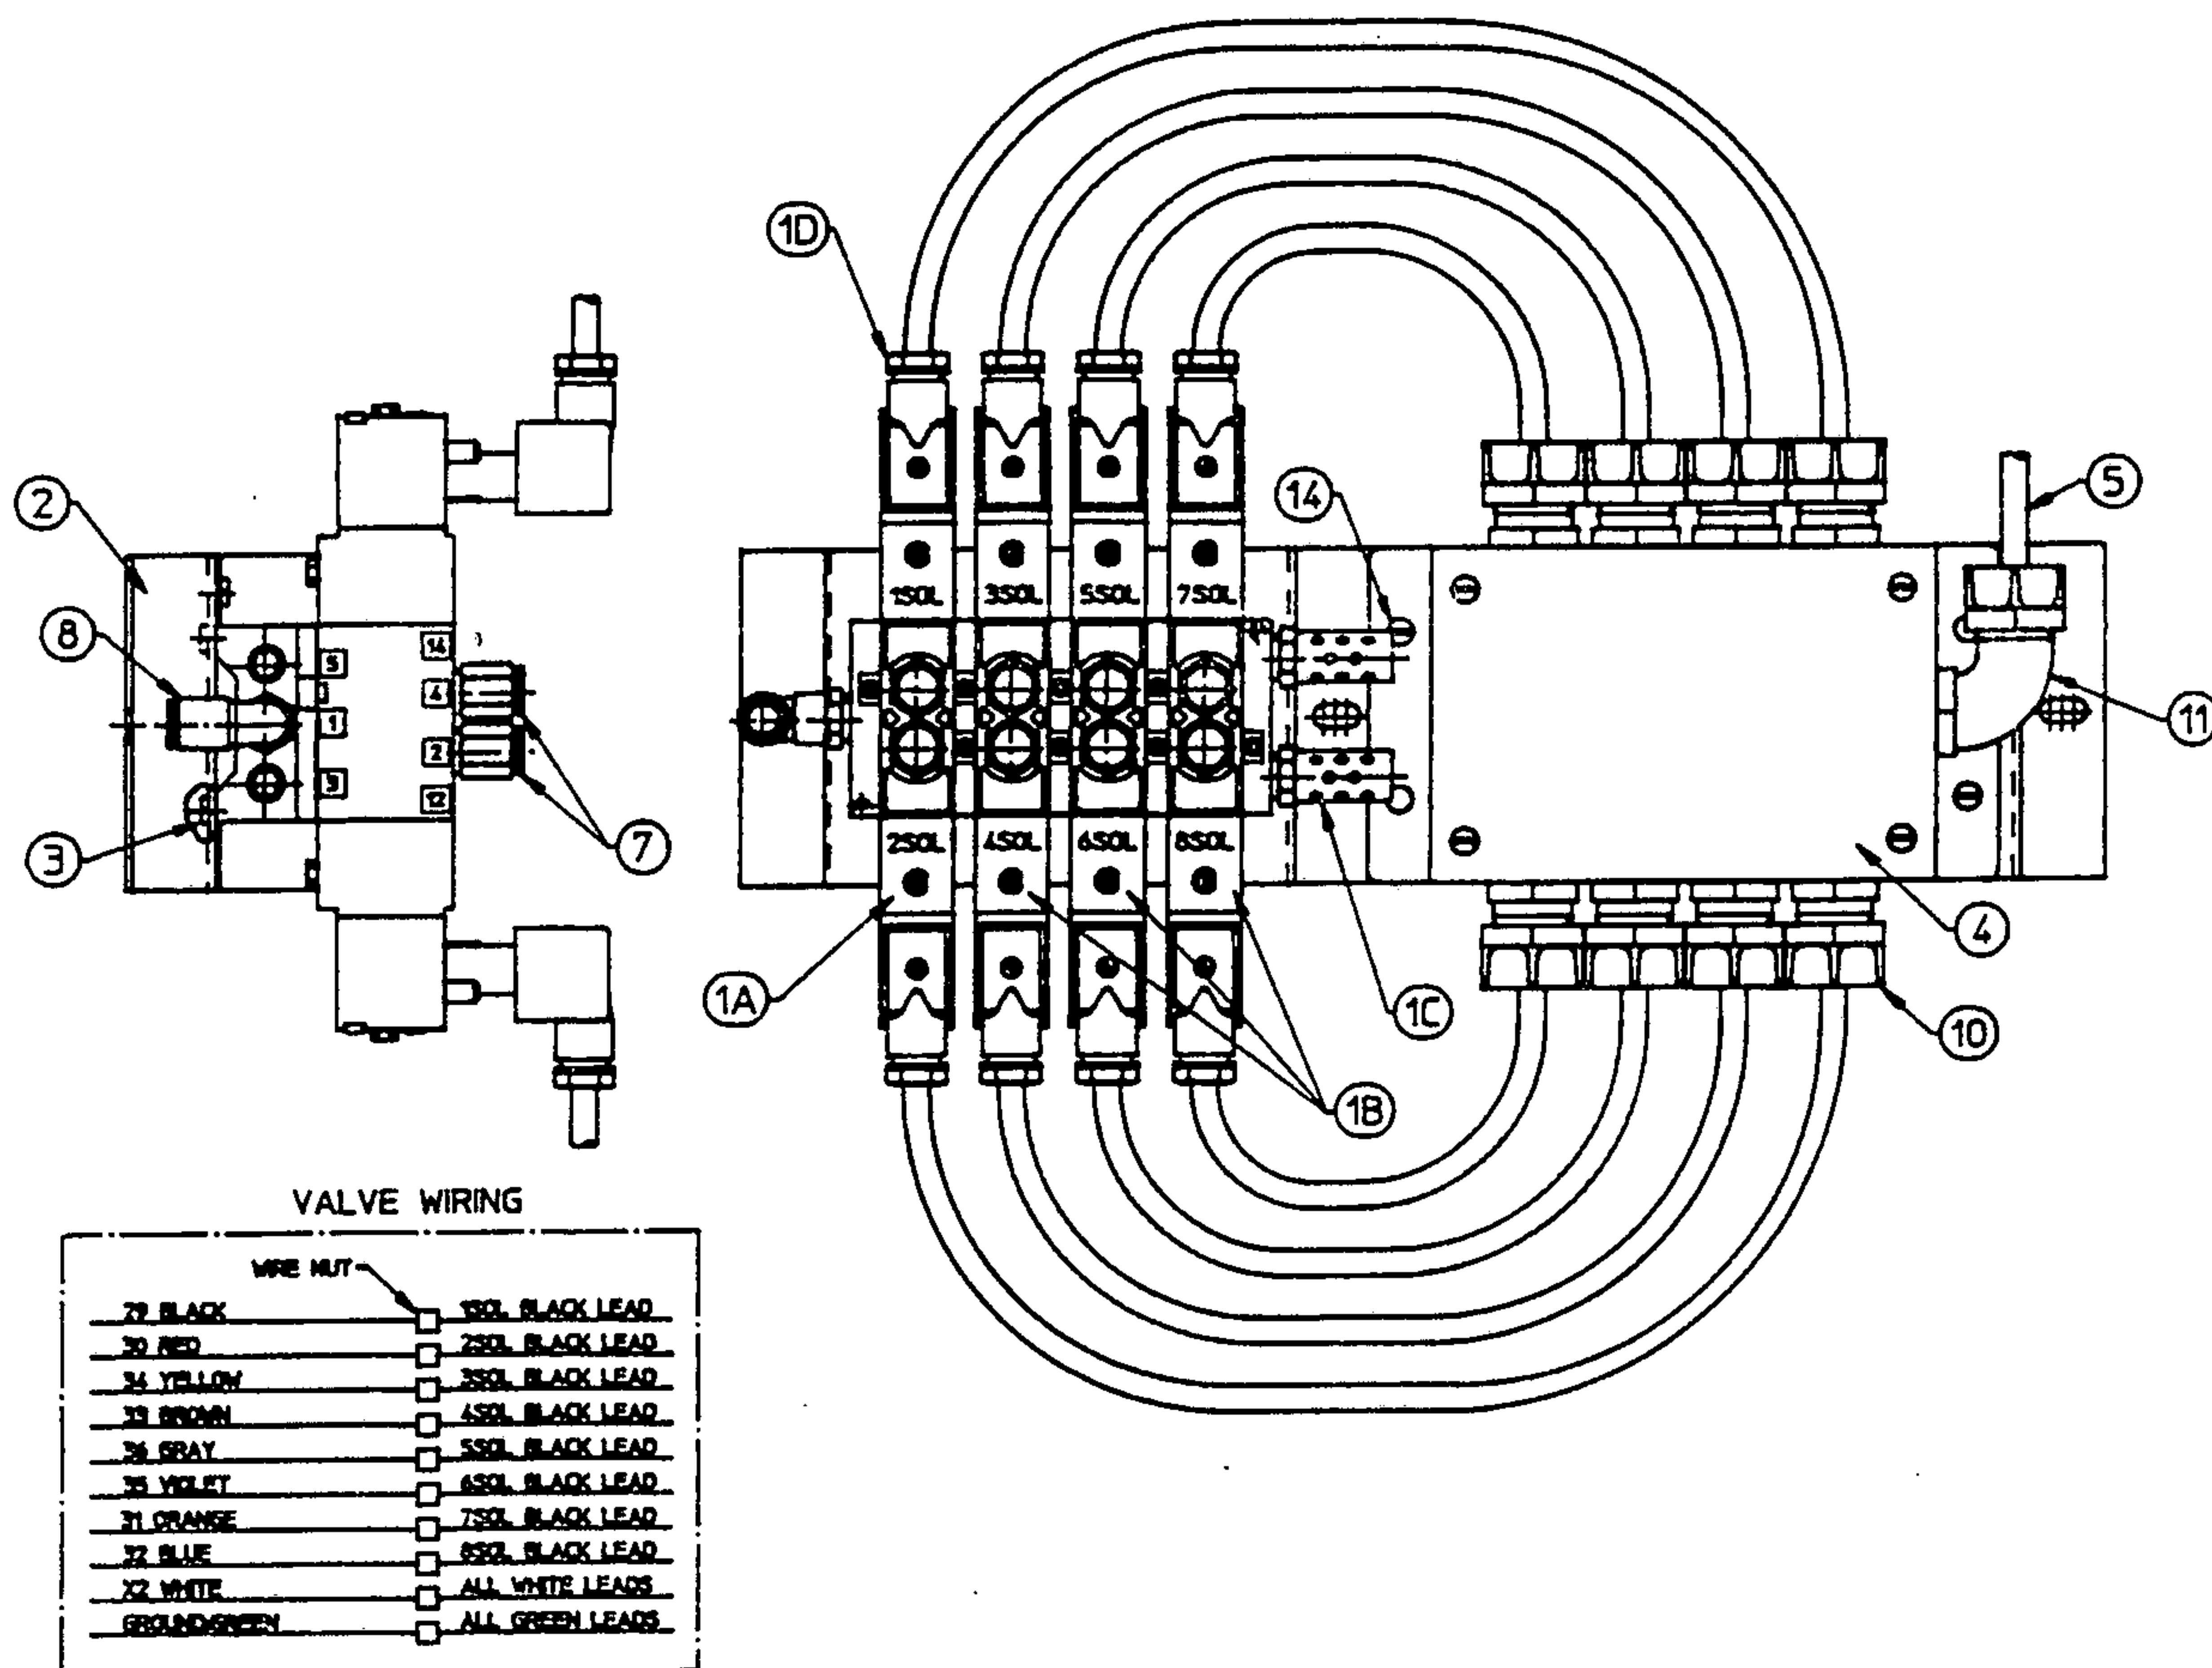 1D
14
5
2
8
3
7
11
4
10
1A
1B
1C
5
1
3
14
4
2
12
1SOL 3SOL 5SOL 7SOL
2SOL 4SOL 6SOL 8SOL
VALVE WIRING
WIRE NUT
29 BLACK 1SOL BLACK LEAD
30 RED 2SOL BLACK LEAD
34 YELLOW 3SOL BLACK LEAD
33 BROWN 4SOL BLACK LEAD
36 GRAY 5SOL BLACK LEAD
35 VIOLET 6SOL BLACK LEAD
31 ORANGE 7SOL BLACK LEAD
32 BLUE 8SOL BLACK LEAD
X2 WHITE ALL WHITE LEADS
GROUND/GREEN ALL GREEN LEADS